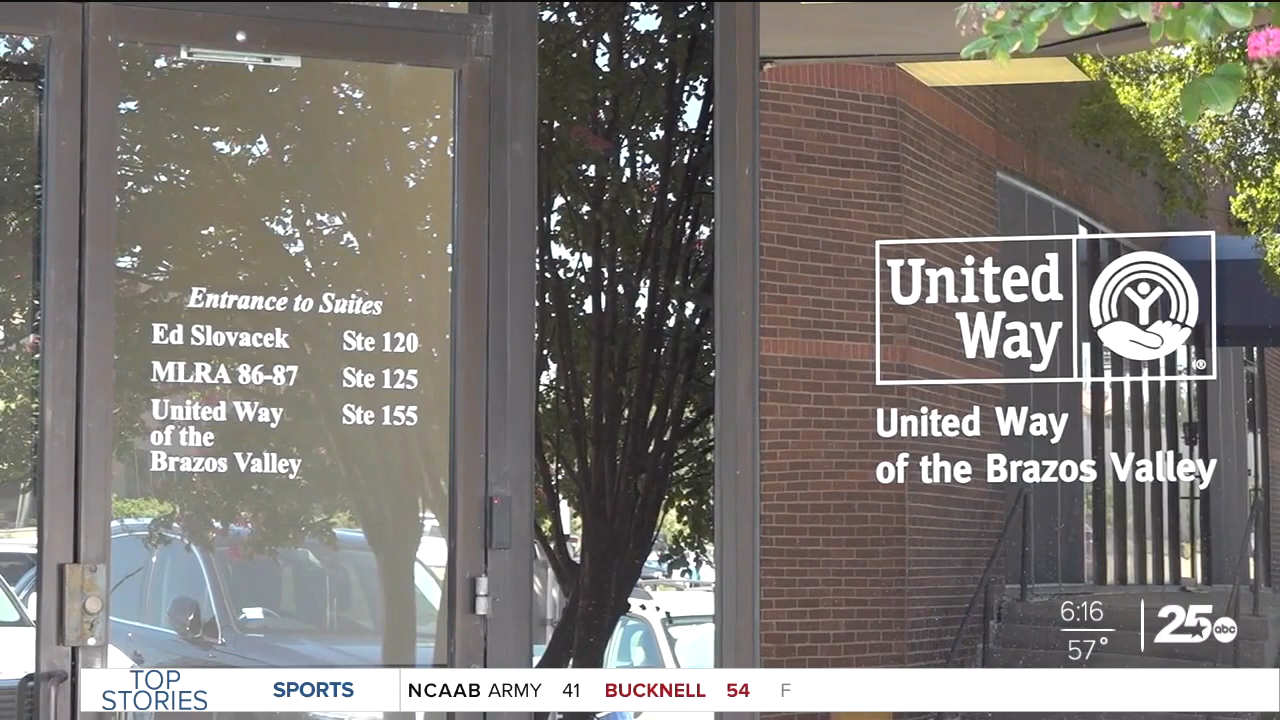 Entrance to Suites
Ed Slovacek Ste 120
MLRA 86-87 Ste 125
United Way Ste 155
of the
Brazos Valley
United
Way
®
United Way
of the Brazos Valley
6:16
57°
25 abc
TOP
STORIES
SPORTS
NCAAB ARMY 41 BUCKNELL 54 F